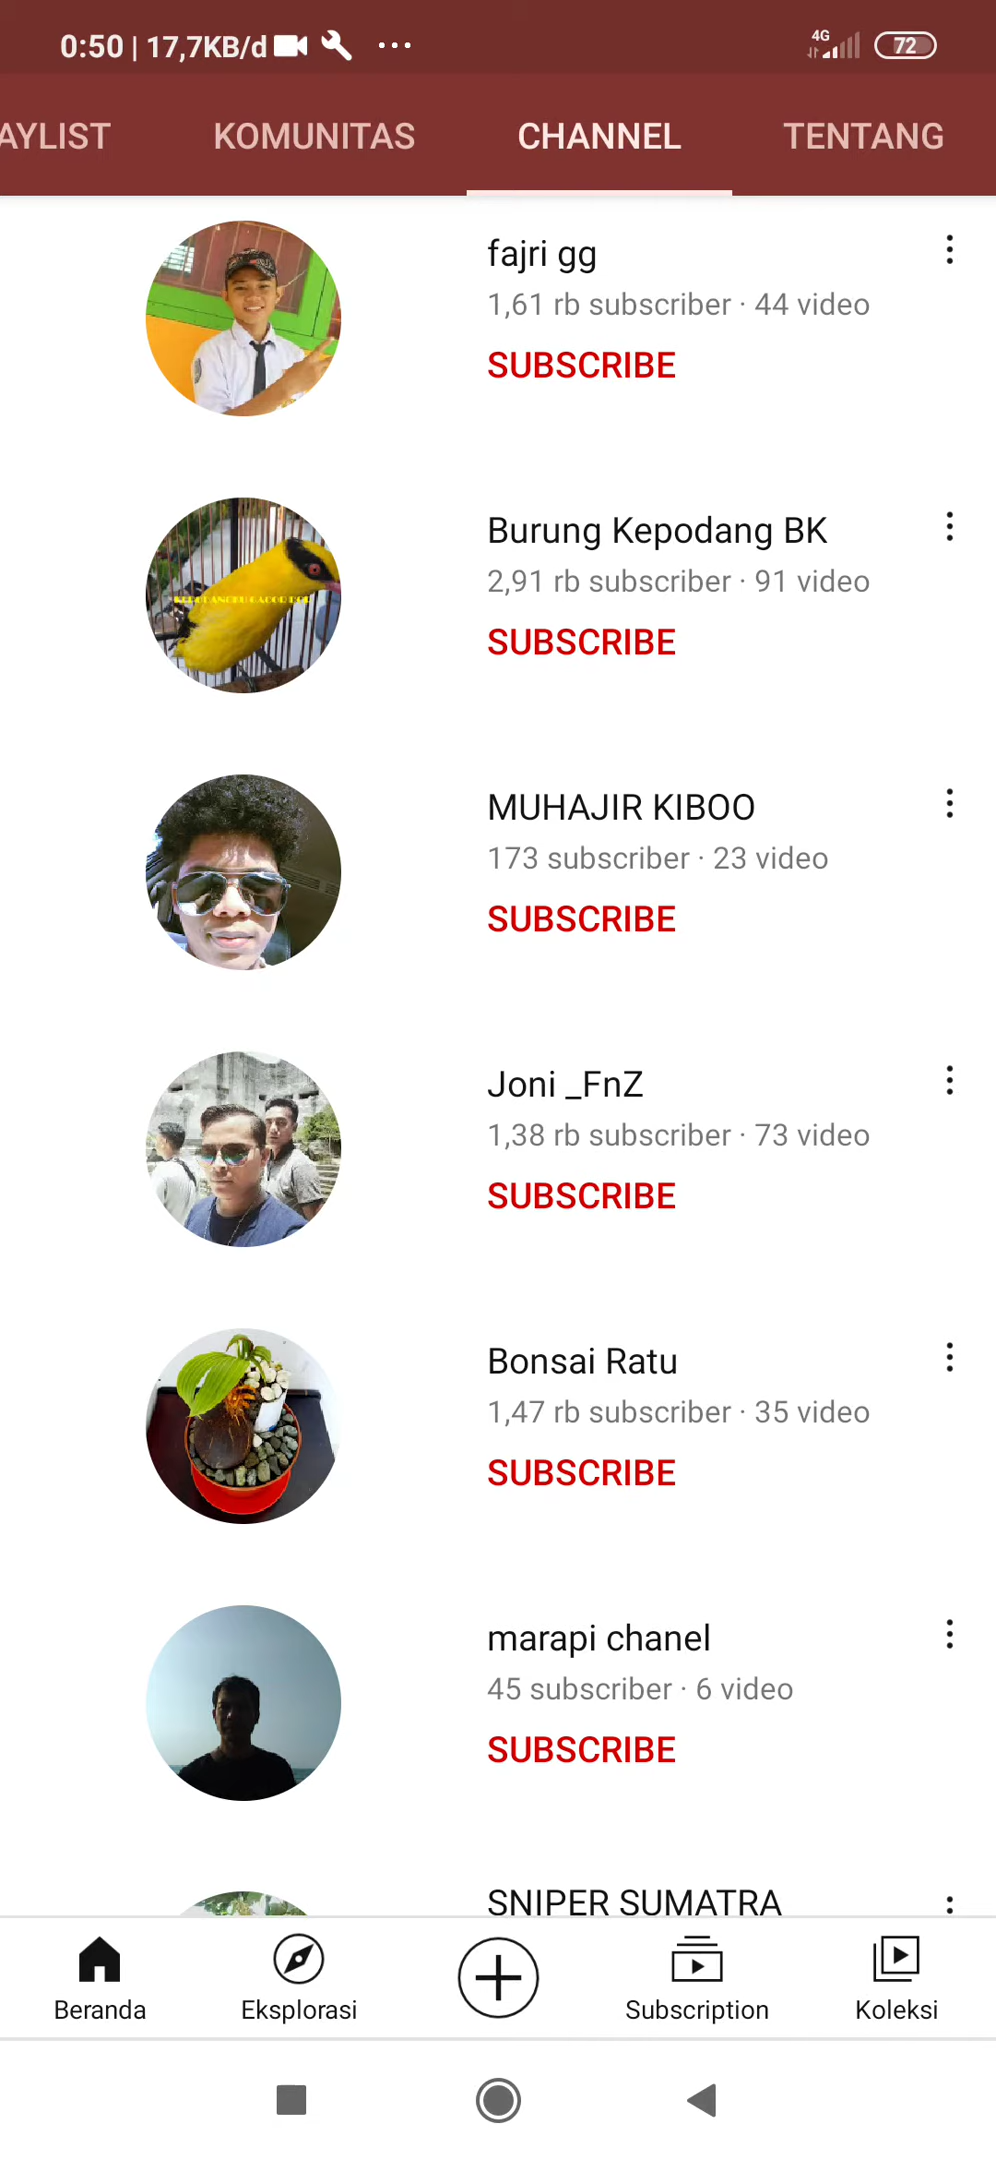 0:50 | 17,7KB/d
4G
72
AYLIST
KOMUNITAS
CHANNEL
TENTANG
fajri gg
1,61 rb subscriber · 44 video
SUBSCRIBE
Burung Kepodang BK
2,91 rb subscriber · 91 video
SUBSCRIBE
MUHAJIR KIBOO
173 subscriber · 23 video
SUBSCRIBE
Joni _FnZ
1,38 rb subscriber · 73 video
SUBSCRIBE
Bonsai Ratu
1,47 rb subscriber · 35 video
SUBSCRIBE
marapi chanel
45 subscriber · 6 video
SUBSCRIBE
SNIPER SUMATRA
Beranda
Eksplorasi
Subscription
Koleksi